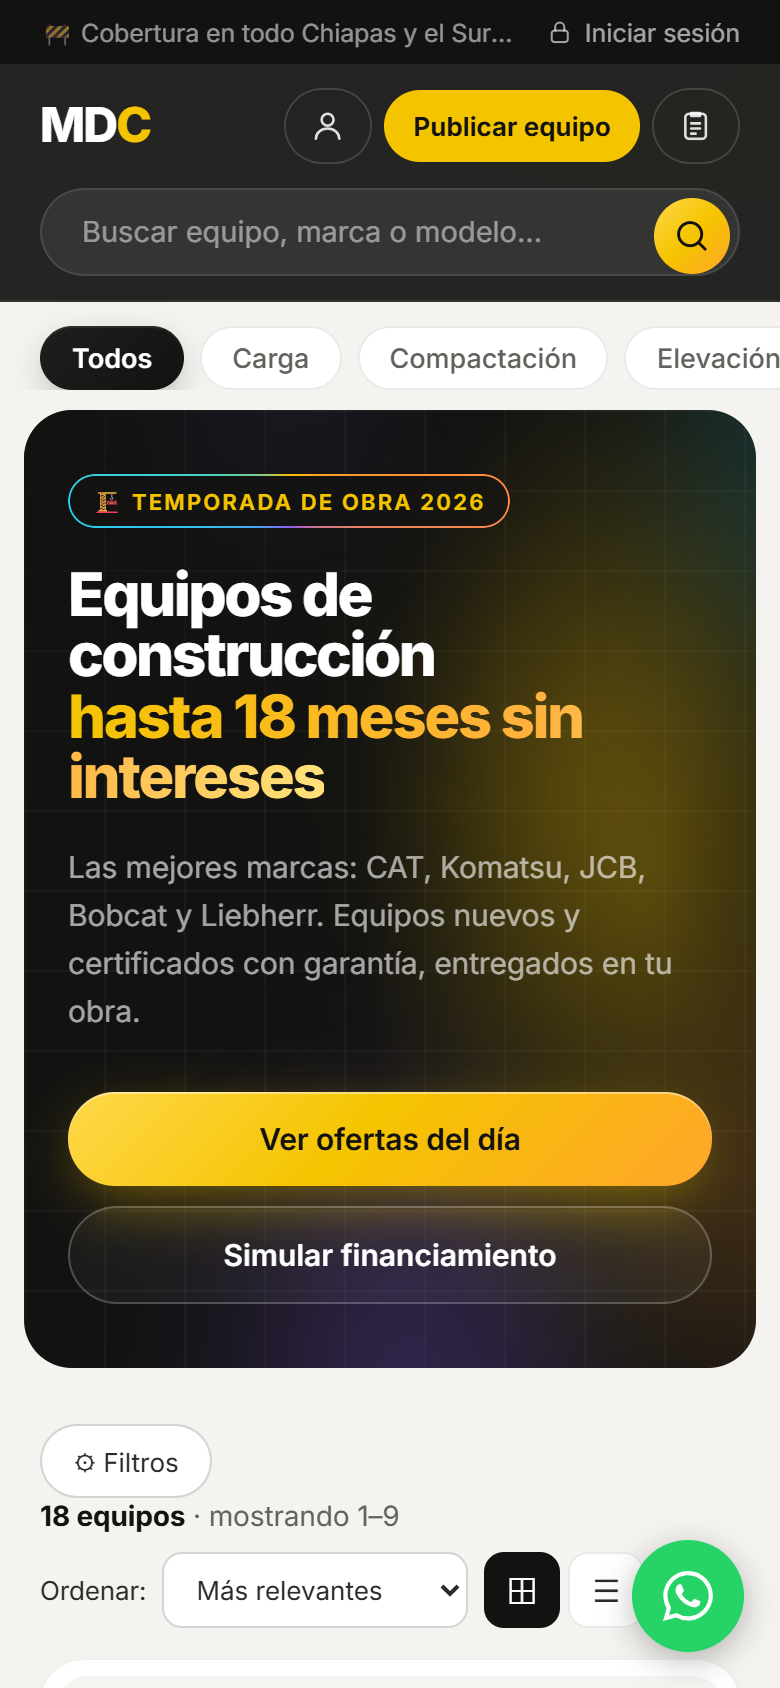 🚧 Cobertura en todo Chiapas y el Sur...
Iniciar sesión
MDC
Publicar equipo
Buscar equipo, marca o modelo...
Todos
Carga
Compactación
Elevación
🏗️ TEMPORADA DE OBRA 2026
Equipos de
construcción
hasta 18 meses sin
intereses
Las mejores marcas: CAT, Komatsu, JCB,
Bobcat y Liebherr. Equipos nuevos y
certificados con garantía, entregados en tu
obra.
Ver ofertas del día
Simular financiamiento
Filtros
18 equipos · mostrando 1–9
Ordenar:
Más relevantes